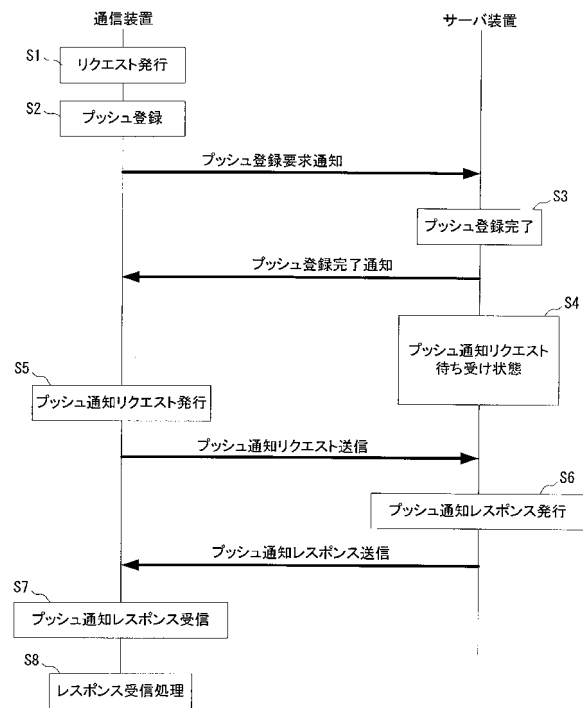 通信装置
サーバ装置
S1
リクエスト発行
S2
プッシュ登録
プッシュ登録要求通知
S3
プッシュ登録完了
プッシュ登録完了通知
S4
プッシュ通知リクエスト
待ち受け状態
S5
プッシュ通知リクエスト発行
プッシュ通知リクエスト送信
S6
プッシュ通知レスポンス発行
プッシュ通知レスポンス送信
S7
プッシュ通知レスポンス受信
S8
レスポンス受信処理